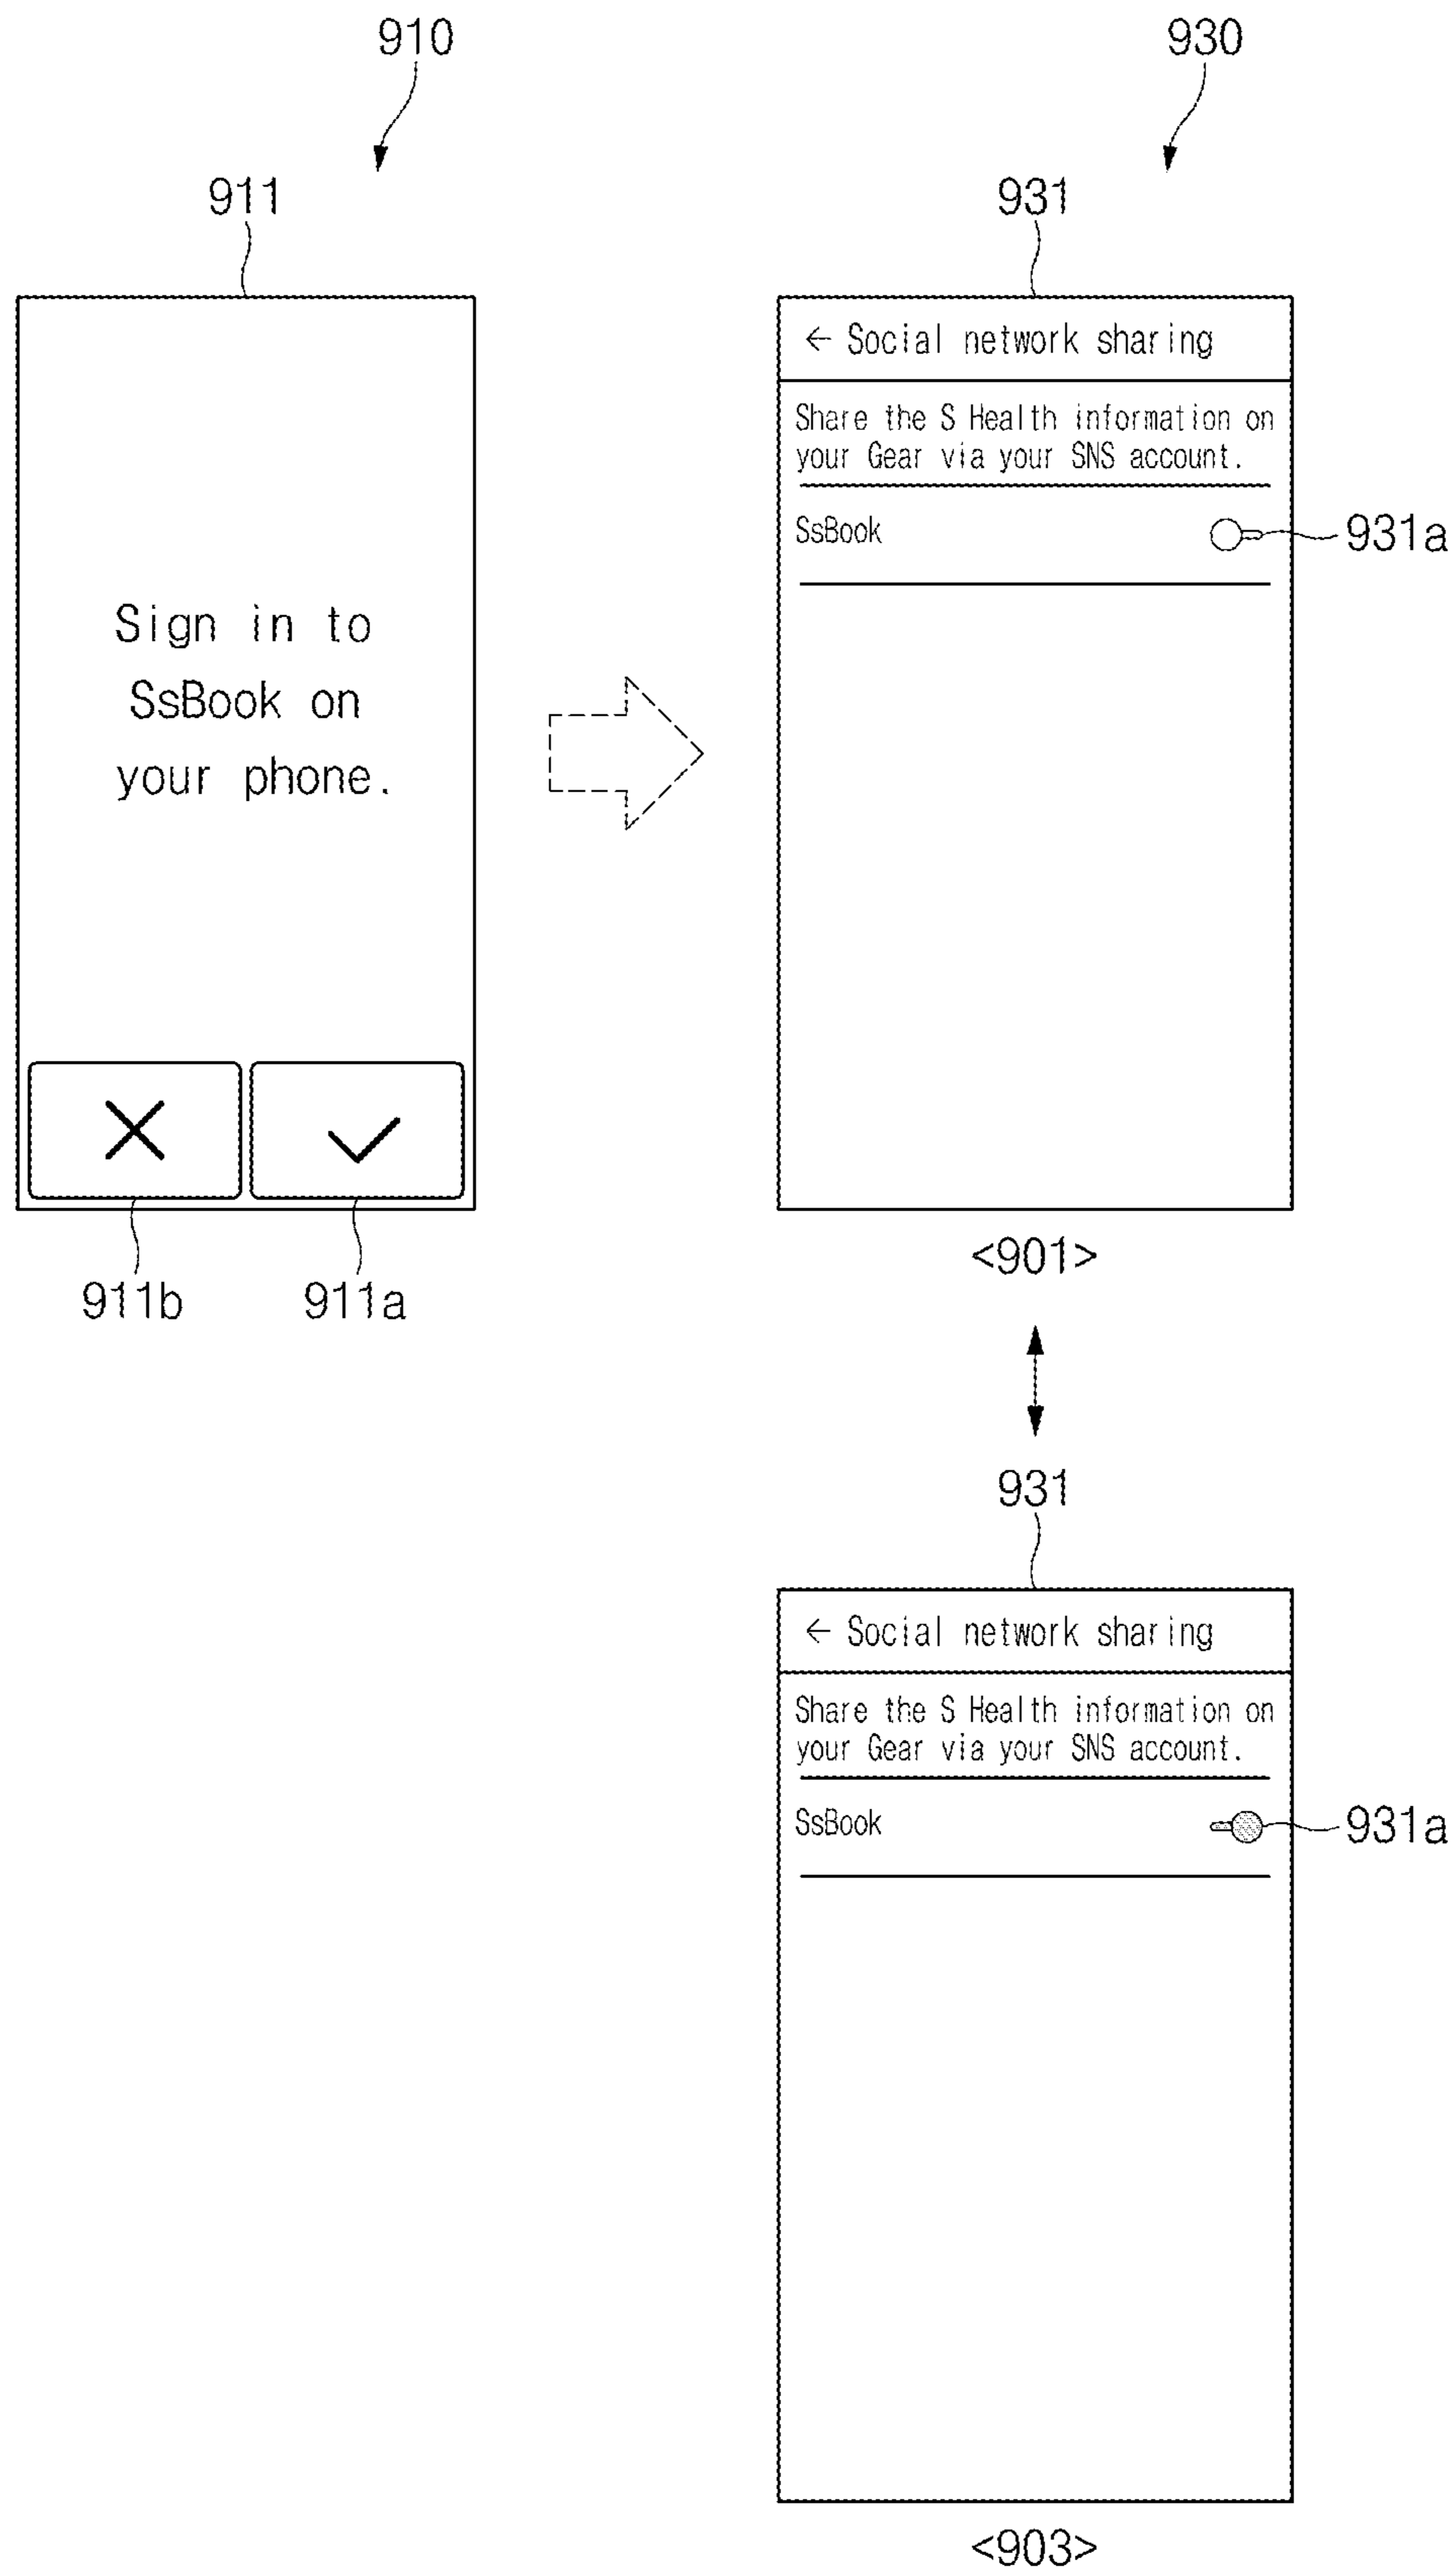 910
930
911
931
← Social network sharing
Share the S Health information on
your Gear via your SNS account.
SsBook
931a
Sign in to
SsBook on
your phone.
911b
911a
<901>
931
← Social network sharing
Share the S Health information on
your Gear via your SNS account.
SsBook
931a
<903>